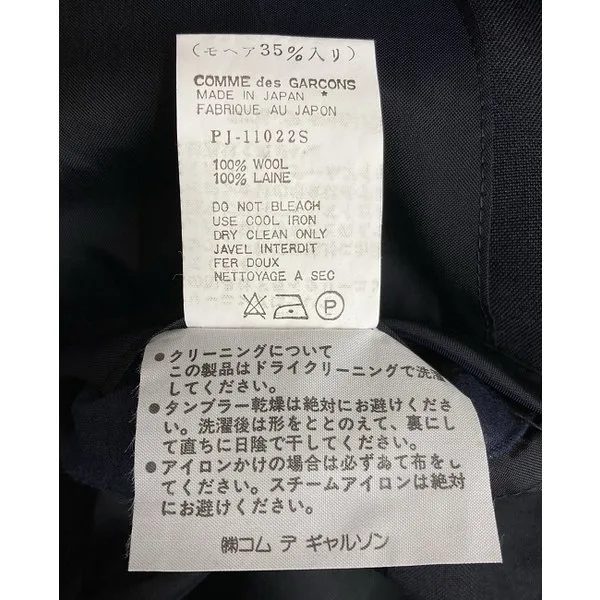 (モヘア35%入り)
COMME des GARCONS
MADE IN JAPAN *
FABRIQUE AU JAPON
PJ-11022S
100% WOOL
100% LAINE
DO NOT BLEACH
USE COOL IRON
DRY CLEAN ONLY
JAVEL INTERDIT
FER DOUX
NETTOYAGE A SEC
P
●クリーニングについて
この製品はドライクリーニングで洗濯
してください。
●タンブラー乾燥は絶対にお避けくださ
い。洗濯後は形をととのえて、裏にし
て直ちに日陰で干してください。
●アイロンかけの場合は必ずあて布をし
てください。スチームアイロンは絶対
にお避けください。
㈱コム デ ギャルソン